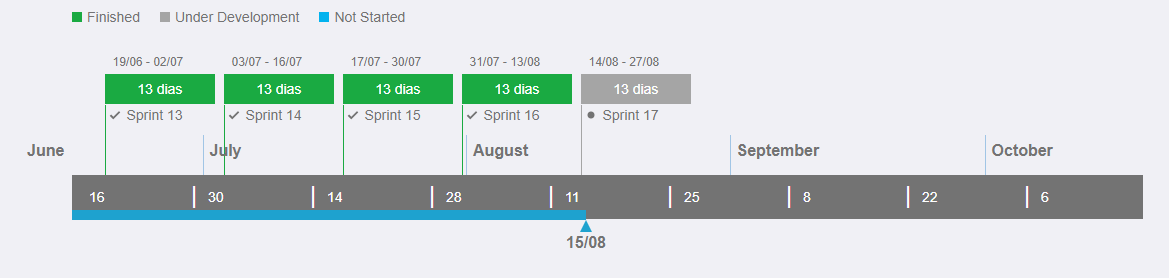 Finished Under Development Not Started
19/06 - 02/07 03/07 - 16/07 17/07 - 30/07 31/07 - 13/08 14/08 - 27/08
13 dias 13 dias 13 dias 13 dias 13 dias
Sprint 13 Sprint 14 Sprint 15 Sprint 16 Sprint 17
June July August September October
16 30 14 28 11 25 8 22 6
15/08